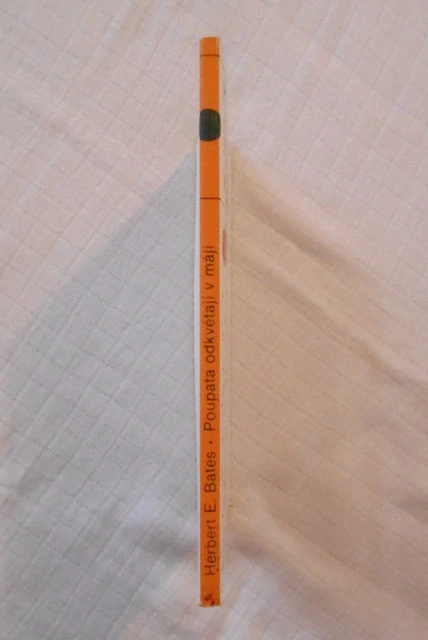 Herbert E. Bates • Poupata odkvétají v máji